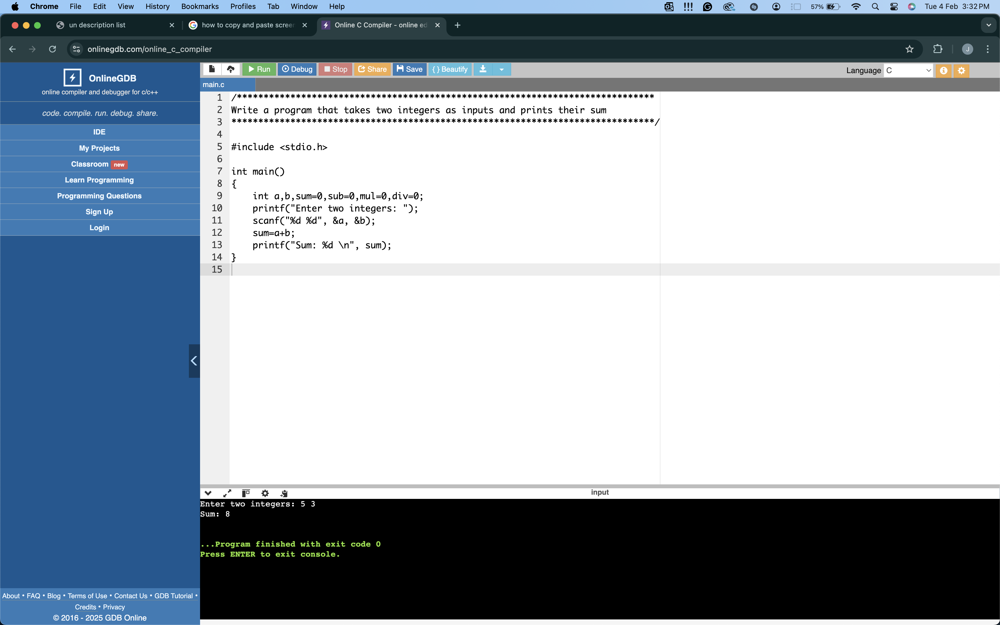 Chrome File Edit View History Bookmarks Profiles Tab Window Help 57% Tue 4 Feb 3:32 PM
un description list how to copy and paste screer Online C Compiler - online ed
onlinegdb.com/online_c_compiler J
OnlineGDB
online compiler and debugger for c/c++
code. compile. run. debug. share.
IDE
My Projects
Classroom new
Learn Programming
Programming Questions
Sign Up
Login
About • FAQ • Blog • Terms of Use • Contact Us • GDB Tutorial •
Credits • Privacy
© 2016 - 2025 GDB Online
Run Debug Stop Share Save { } Beautify Language C
main.c
1 /******************************************************************************
2 Write a program that takes two integers as inputs and prints their sum
3 *******************************************************************************/
4
5 #include <stdio.h>
6
7 int main()
8 {
9 int a,b,sum=0,sub=0,mul=0,div=0;
10 printf("Enter two integers: ");
11 scanf("%d %d", &a, &b);
12 sum=a+b;
13 printf("Sum: %d \n", sum);
14 }
15
input
Enter two integers: 5 3
Sum: 8
...Program finished with exit code 0
Press ENTER to exit console.